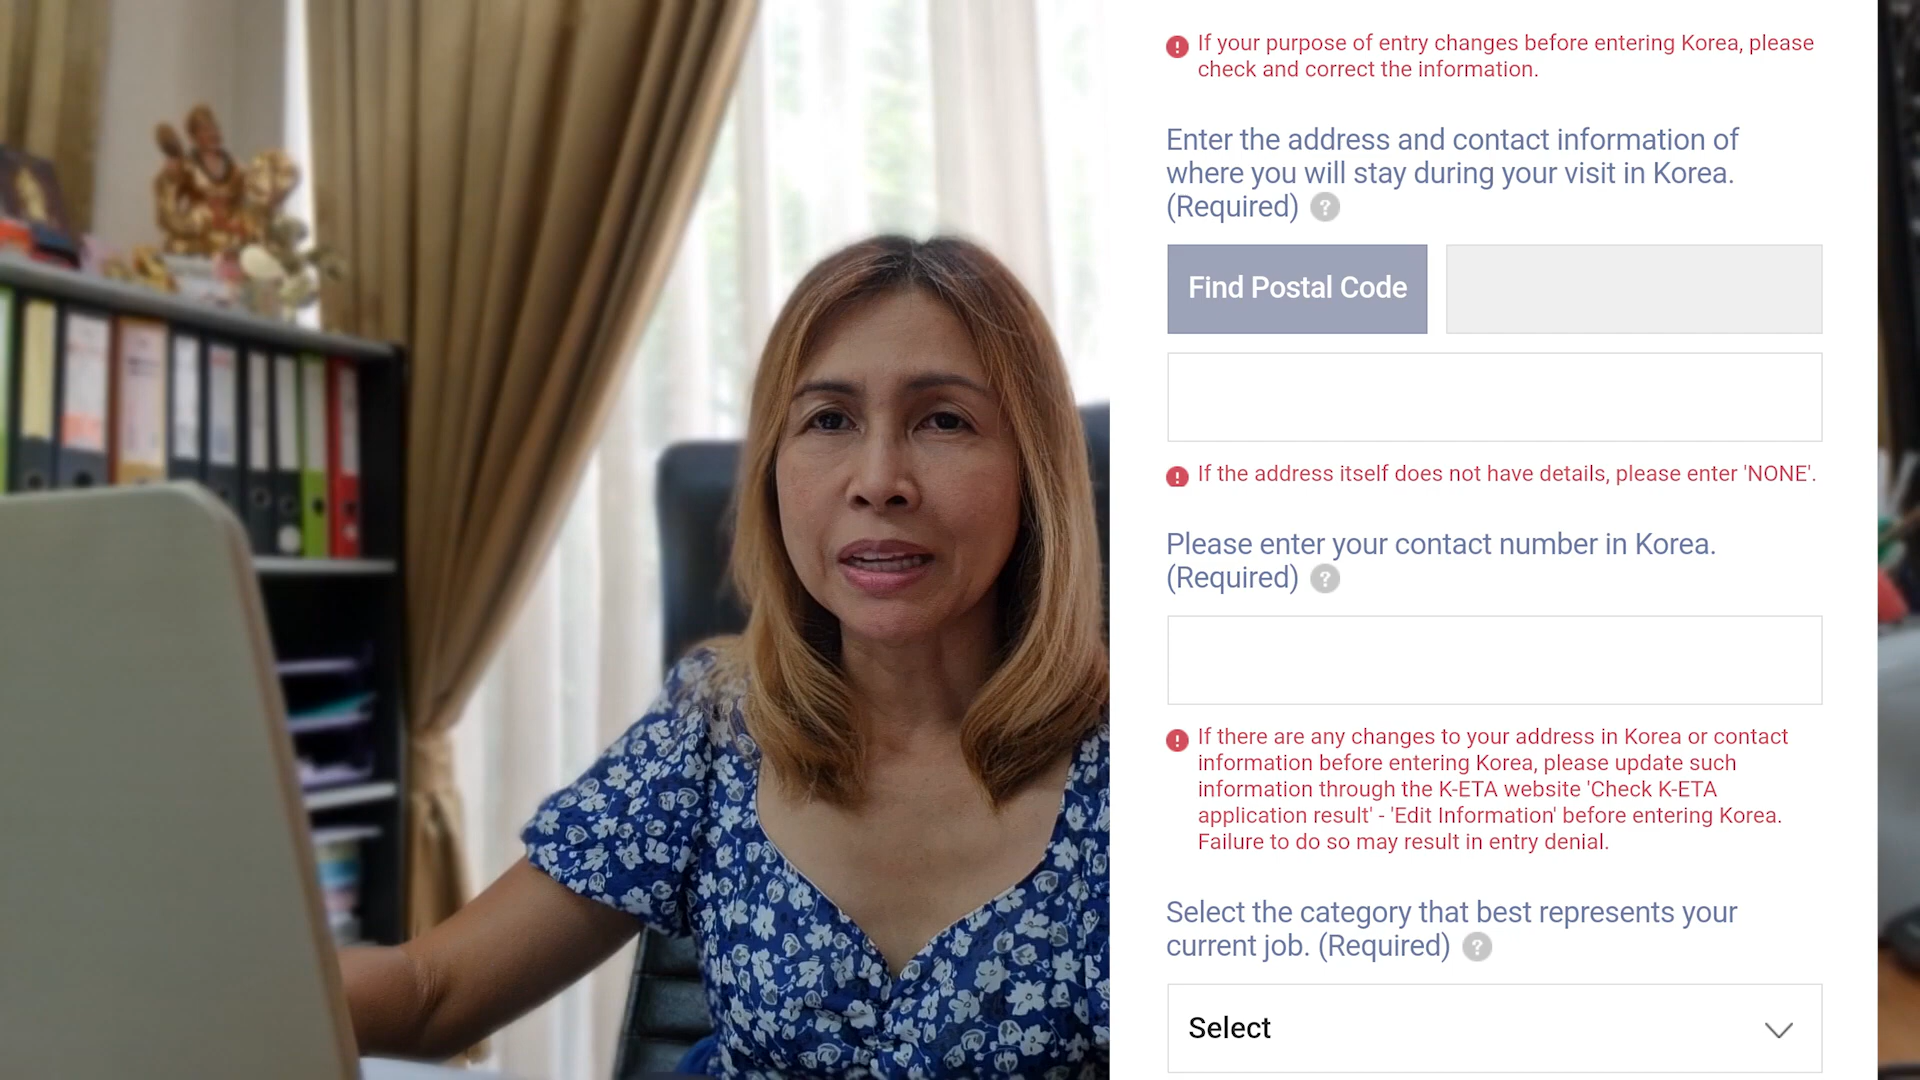 If your purpose of entry changes before entering Korea, please
check and correct the information.
Enter the address and contact information of
where you will stay during your visit in Korea.
(Required) ?
Find Postal Code
If the address itself does not have details, please enter 'NONE'.
Please enter your contact number in Korea.
(Required) ?
If there are any changes to your address in Korea or contact
information before entering Korea, please update such
information through the K-ETA website 'Check K-ETA
application result' - 'Edit Information' before entering Korea.
Failure to do so may result in entry denial.
Select the category that best represents your
current job. (Required) ?
Select